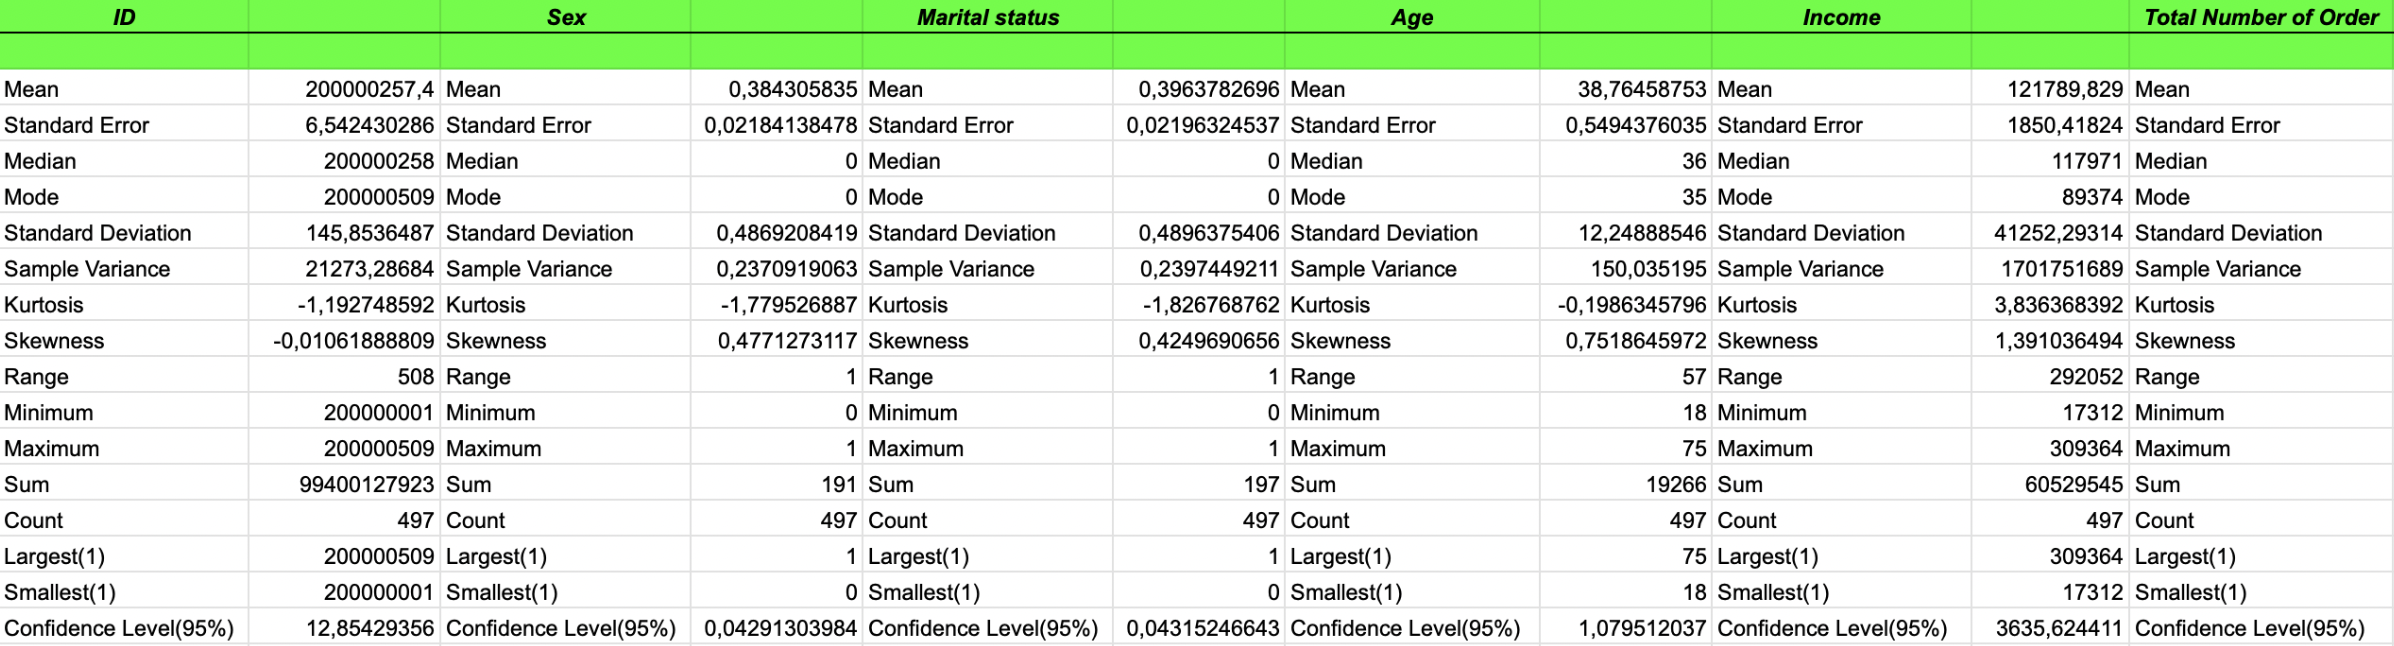 ID Sex Marital status Age Income Total Number of Order
Mean 200000257,4 Mean 0,384305835 Mean 0,3963782696 Mean 38,76458753 Mean 121789,829 Mean
Standard Error 6,542430286 Standard Error 0,02184138478 Standard Error 0,02196324537 Standard Error 0,5494376035 Standard Error 1850,41824 Standard Error
Median 200000258 Median 0 Median 0 Median 36 Median 117971 Median
Mode 200000509 Mode 0 Mode 0 Mode 35 Mode 89374 Mode
Standard Deviation 145,8536487 Standard Deviation 0,4869208419 Standard Deviation 0,4896375406 Standard Deviation 12,24888546 Standard Deviation 41252,29314 Standard Deviation
Sample Variance 21273,28684 Sample Variance 0,2370919063 Sample Variance 0,2397449211 Sample Variance 150,035195 Sample Variance 1701751689 Sample Variance
Kurtosis -1,192748592 Kurtosis -1,779526887 Kurtosis -1,826768762 Kurtosis -0,1986345796 Kurtosis 3,836368392 Kurtosis
Skewness -0,01061888809 Skewness 0,4771273117 Skewness 0,4249690656 Skewness 0,7518645972 Skewness 1,391036494 Skewness
Range 508 Range 1 Range 1 Range 57 Range 292052 Range
Minimum 200000001 Minimum 0 Minimum 0 Minimum 18 Minimum 17312 Minimum
Maximum 200000509 Maximum 1 Maximum 1 Maximum 75 Maximum 309364 Maximum
Sum 99400127923 Sum 191 Sum 197 Sum 19266 Sum 60529545 Sum
Count 497 Count 497 Count 497 Count 497 Count 497 Count
Largest(1) 200000509 Largest(1) 1 Largest(1) 1 Largest(1) 75 Largest(1) 309364 Largest(1)
Smallest(1) 200000001 Smallest(1) 0 Smallest(1) 0 Smallest(1) 18 Smallest(1) 17312 Smallest(1)
Confidence Level(95%) 12,85429356 Confidence Level(95%) 0,04291303984 Confidence Level(95%) 0,04315246643 Confidence Level(95%) 1,079512037 Confidence Level(95%) 3635,624411 Confidence Level(95%)